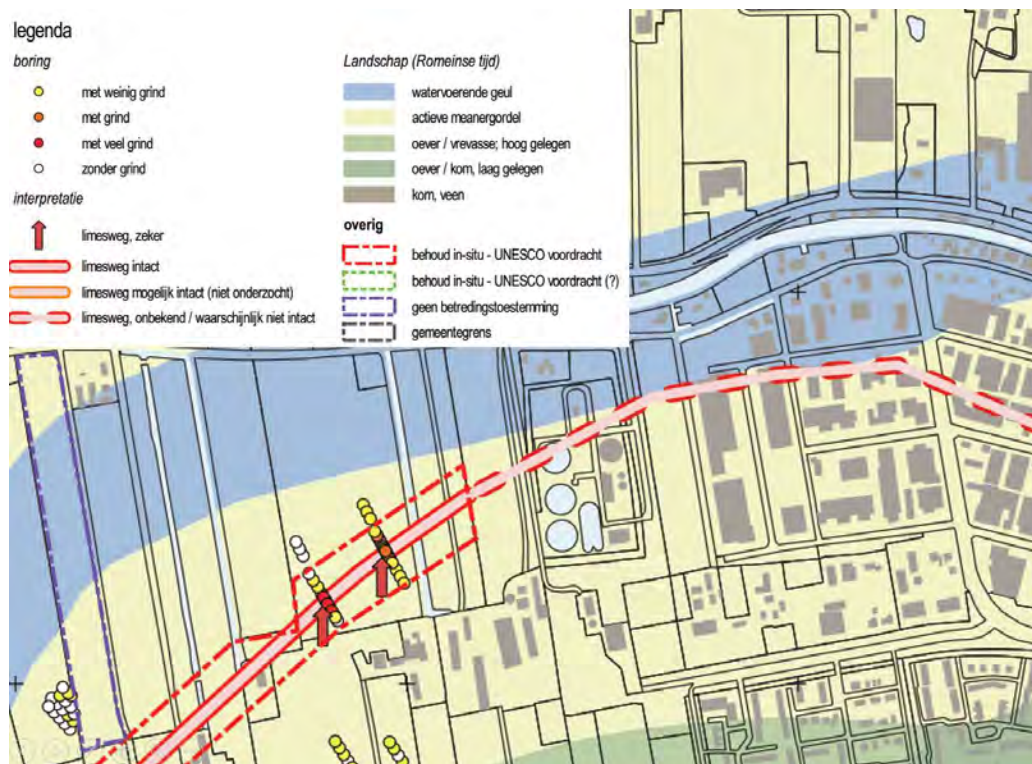 legenda
boring
met weinig grind
met grind
met veel grind
zonder grind
interpretatie
limesweg, zeker
limesweg intact
limesweg mogelijk intact (niet onderzocht)
limesweg, onbekend / waarschijnlijk niet intact
Landschap (Romeinse tijd)
watervoerende geul
actieve meanergordel
oever / vrevasse; hoog gelegen
oever / kom, laag gelegen
kom, veen
overig
behoud in-situ - UNESCO voordracht
behoud in-situ - UNESCO voordracht (?)
geen betredingstoestemming
gemeentegrens